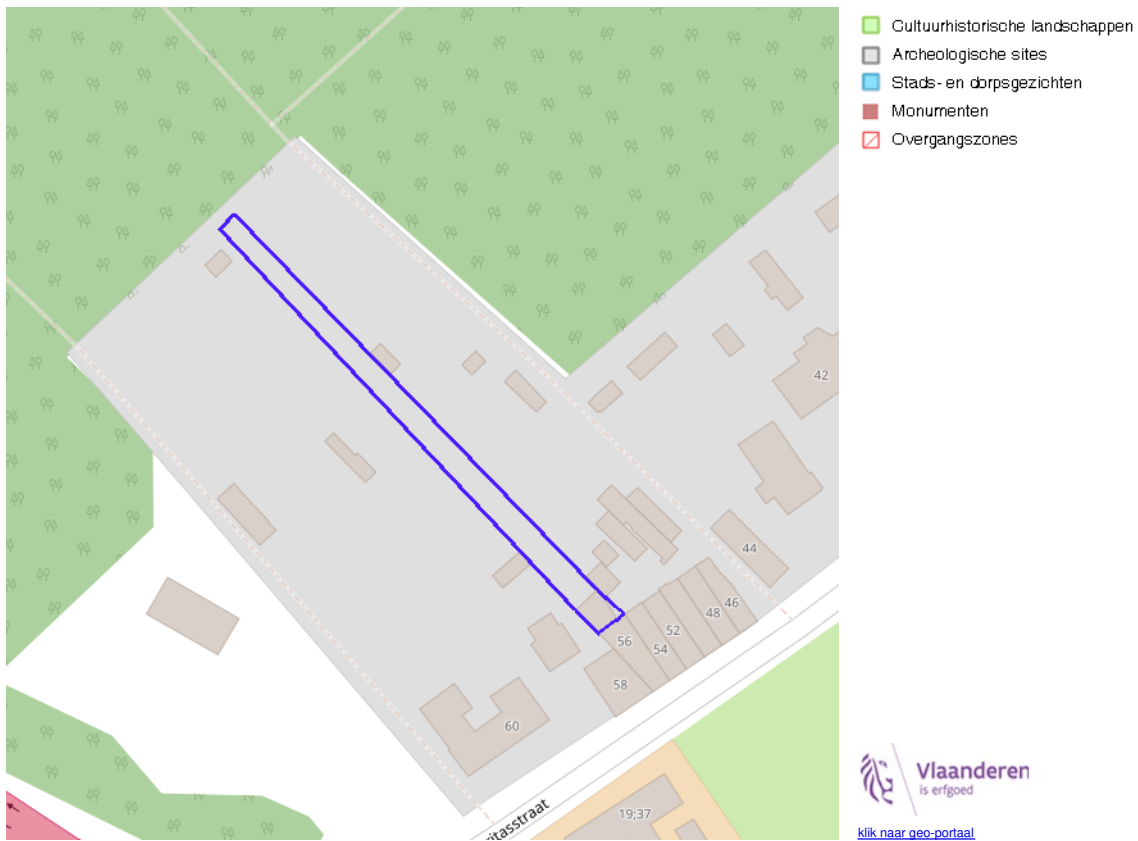 Cultuurhistorische landschappen
Archeologische sites
Stads- en dorpsgezichten
Monumenten
Overgangszones
42
44
46
48
52
56
54
58
60
19;37
ritasstraat
Vlaanderen
is erfgoed
klik naar geo-portaal